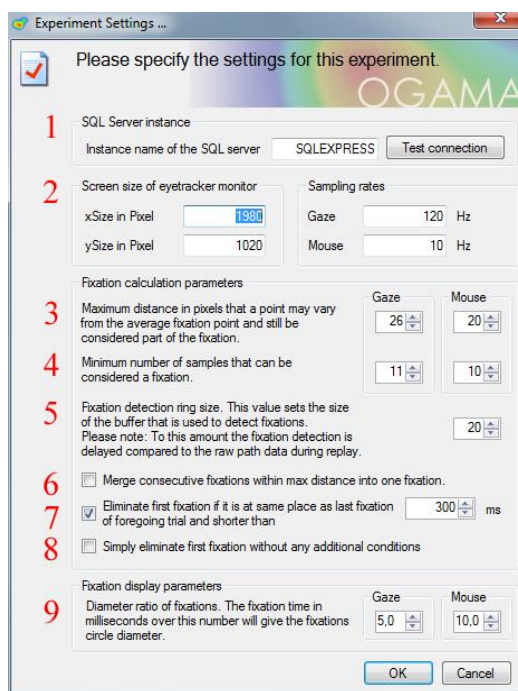 Experiment Settings ...
Please specify the settings for this experiment.
OGAMA
1
SQL Server instance
Instance name of the SQL server SQLEXPRESS Test connection
2
Screen size of eyetracker monitor
xSize in Pixel 1980
ySize in Pixel 1020
Sampling rates
Gaze 120 Hz
Mouse 10 Hz
Fixation calculation parameters
Gaze Mouse
3
Maximum distance in pixels that a point may vary
from the average fixation point and still be
considered part of the fixation.
26 20
4
Minimum number of samples that can be
considered a fixation.
11 10
5
Fixation detection ring size. This value sets the size
of the buffer that is used to detect fixations.
Please note: To this amount the fixation detection is
delayed compared to the raw path data during replay.
20
6
Merge consecutive fixations within max distance into one fixation.
7
Eliminate first fixation if it is at same place as last fixation
of foregoing trial and shorter than
300 ms
8
Simply eliminate first fixation without any additional conditions
Fixation display parameters
Gaze Mouse
9
Diameter ratio of fixations. The fixation time in
milliseconds over this number will give the fixations
circle diameter.
5,0 10,0
OK Cancel